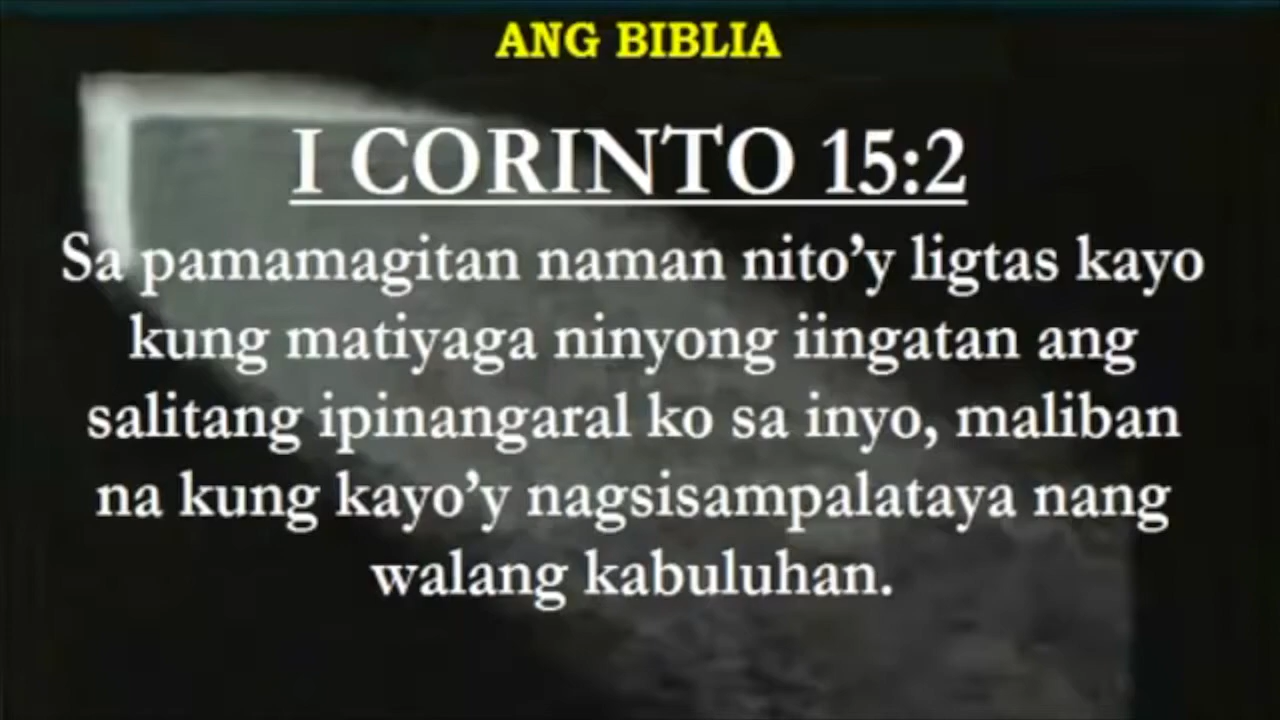 ANG BIBLIA
I CORINTO 15:2
Sa pamamagitan naman nito’y ligtas kayo
kung matiyaga ninyong iingatan ang
salitang ipinangaral ko sa inyo, maliban
na kung kayo’y nagsisampalataya nang
walang kabuluhan.